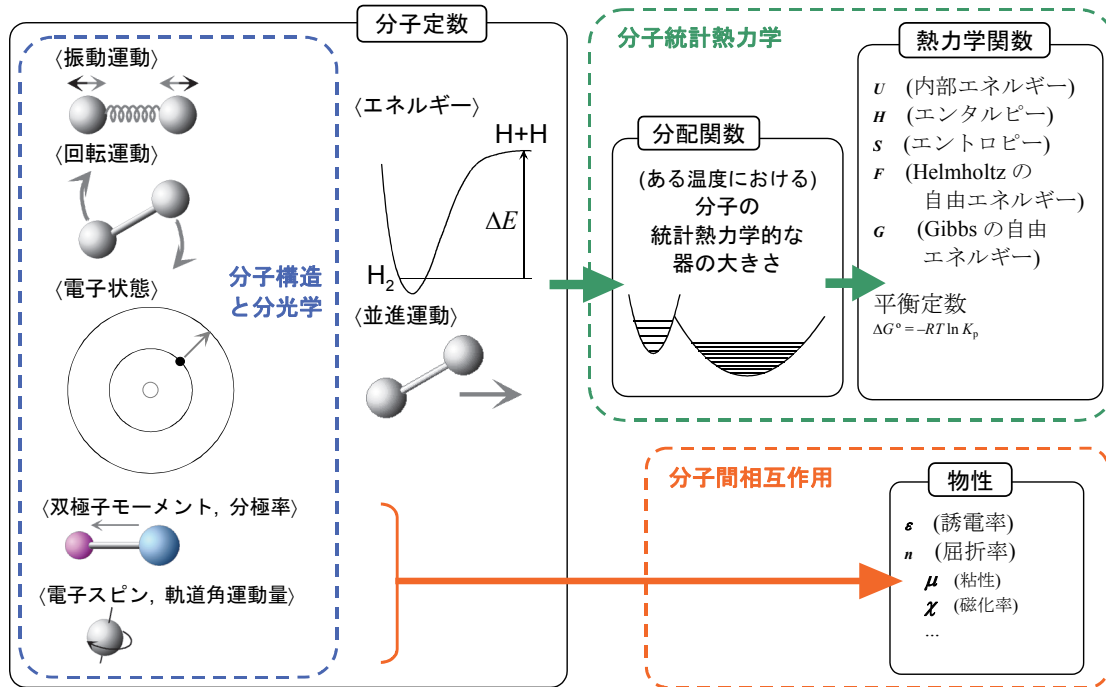 分子定数
〈振動運動〉
〈回転運動〉
〈電子状態〉
分子構造
と分光学
〈エネルギー〉
H+H
ΔE
H₂
〈並進運動〉
〈双極子モーメント, 分極率〉
〈電子スピン, 軌道角運動量〉
分子統計熱力学
分配関数
(ある温度における)
分子の
統計熱力学的な
器の大きさ
熱力学関数
U (内部エネルギー)
H (エンタルピー)
S (エントロピー)
F (Helmholtz の
自由エネルギー)
G (Gibbs の自由
エネルギー)
平衡定数
ΔG° = –RT ln Kₚ
分子間相互作用
物性
ε (誘電率)
n (屈折率)
μ (粘性)
χ (磁化率)
...